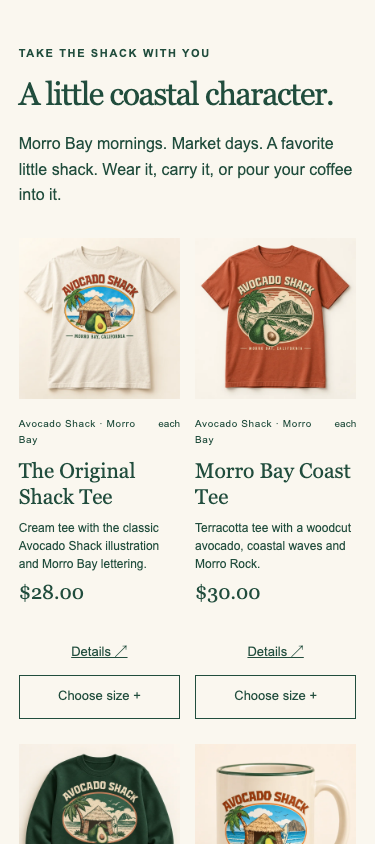 TAKE THE SHACK WITH YOU
A little coastal character.
Morro Bay mornings. Market days. A favorite
little shack. Wear it, carry it, or pour your coffee
into it.
AVOCADO SHACK
MORRO BAY, CALIFORNIA
AVOCADO SHACK
MORRO BAY, CALIFORNIA
Avocado Shack · Morro
Bay
each
The Original
Shack Tee
Cream tee with the classic
Avocado Shack illustration
and Morro Bay lettering.
$28.00
Details ↗
Choose size +
Avocado Shack · Morro
Bay
each
Morro Bay Coast
Tee
Terracotta tee with a woodcut
avocado, coastal waves and
Morro Rock.
$30.00
Details ↗
Choose size +
AVOCADO SHACK
AVOCADO SHACK